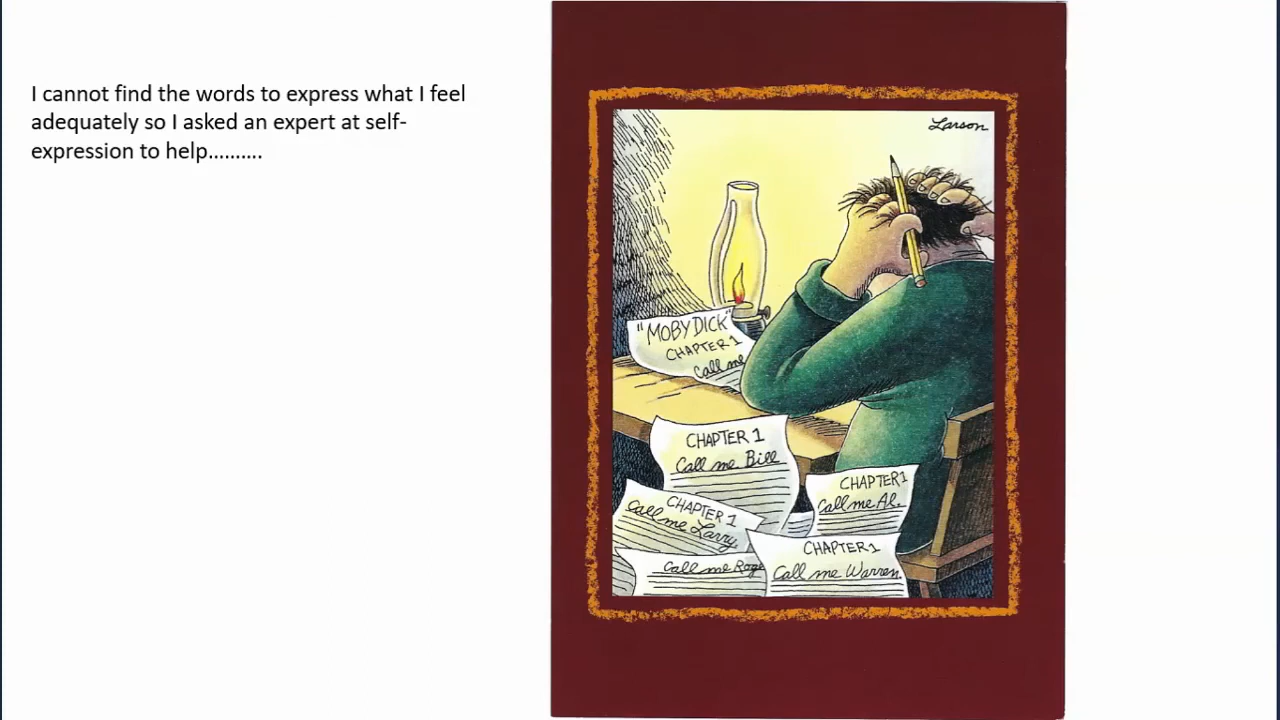 I cannot find the words to express what I feel
adequately so I asked an expert at self-
expression to help..........
Larson
"MOBY DICK"
CHAPTER 1
Call me
CHAPTER 1
Call me Bill
CHAPTER 1
Call me Al.
CHAPTER 1
Call me Larry.
CHAPTER 1
Call me Warren.
Call me Roge